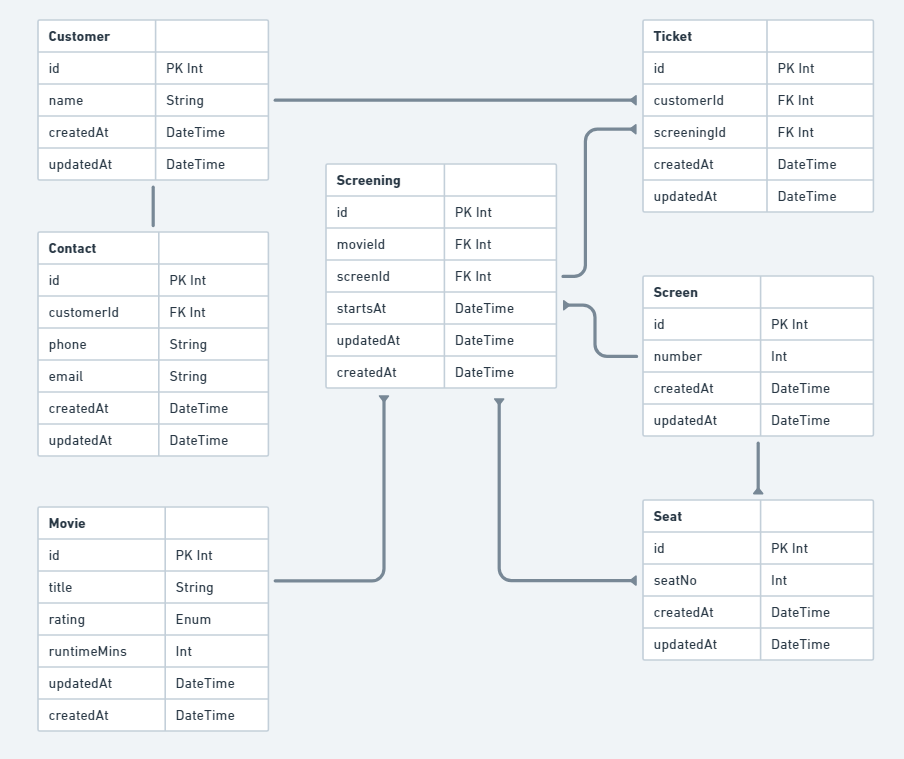 Customer
id PK Int
name String
createdAt DateTime
updatedAt DateTime
Contact
id PK Int
customerId FK Int
phone String
email String
createdAt DateTime
updatedAt DateTime
Movie
id PK Int
title String
rating Enum
runtimeMins Int
updatedAt DateTime
createdAt DateTime
Screening
id PK Int
movieId FK Int
screenId FK Int
startsAt DateTime
updatedAt DateTime
createdAt DateTime
Ticket
id PK Int
customerId FK Int
screeningId FK Int
createdAt DateTime
updatedAt DateTime
Screen
id PK Int
number Int
createdAt DateTime
updatedAt DateTime
Seat
id PK Int
seatNo Int
createdAt DateTime
updatedAt DateTime